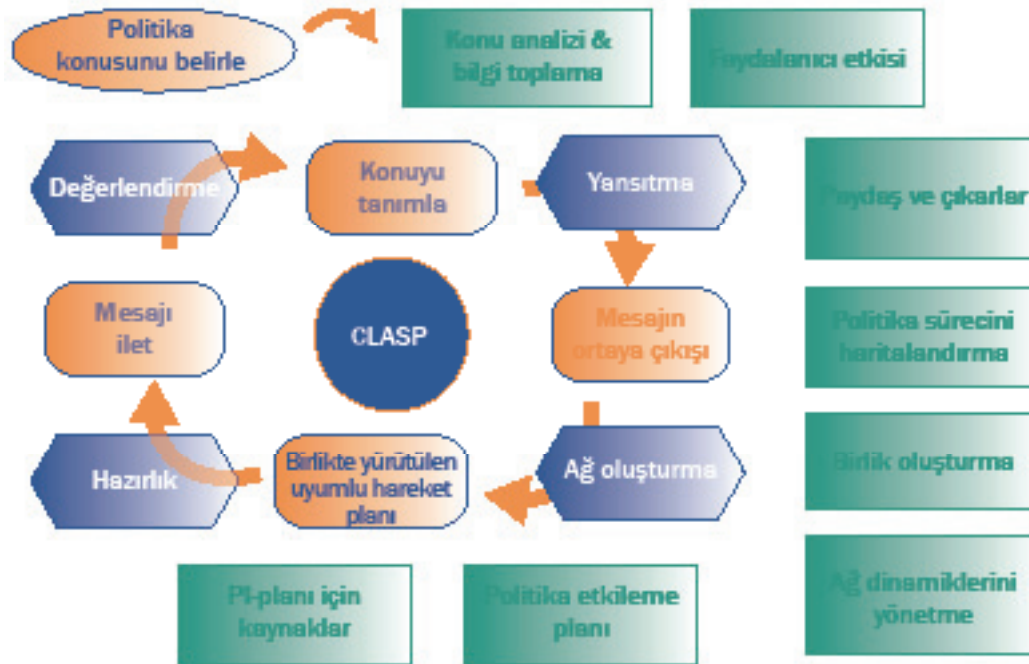 Politika
konusunu belirle
Konu analizi &
bilgi toplama
Faydalanıcı etkisi
Değerlendirme
Konuyu
tanımla
Yansıtma
Paydaş ve çıkarlar
Mesajı
ilet
CLASP
Mesajın
ortaya çıkışı
Politika sürecini
haritalandırma
Hazırlık
Birlikte yürütülen
uyumlu hareket
planı
Ağ oluşturma
Birlik oluşturma
PI-planı için
kaynaklar
Politika etkileme
planı
Ağ dinamiklerini
yönetme